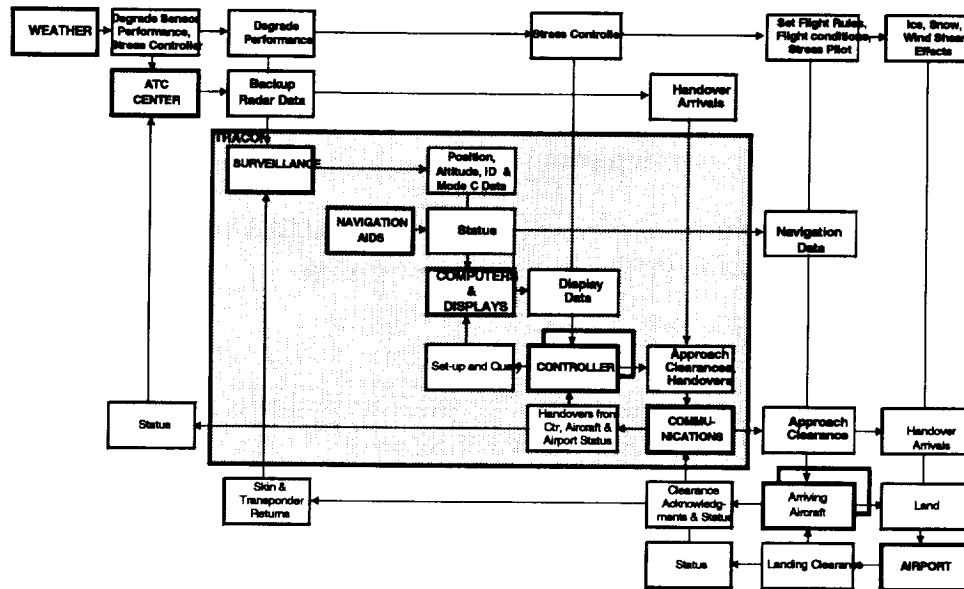 WEATHER
Degrade Sensor
Performance,
Stress Controller
Degrade
Performance
Stress Controller
Set Flight Rules,
Flight conditions,
Stress Pilot
Ice, Snow,
Wind Shear
Effects
ATC
CENTER
Backup
Radar Data
Handover
Arrivals
TRACON
SURVEILLANCE
Position,
Altitude, ID &
Mode C Data
NAVIGATION
AIDS
Status
Navigation
Data
COMPUTERS
&
DISPLAYS
Display
Data
Set-up and Query
CONTROLLER
Approach
Clearances,
Handovers
Status
Handovers from
Ctr, Aircraft &
Airport Status
COMMU-
NICATIONS
Approach
Clearance
Handover
Arrivals
Skin &
Transponder
Returns
Clearance
Acknowledg-
ments & Status
Arriving
Aircraft
Land
Status
Landing Clearance
AIRPORT